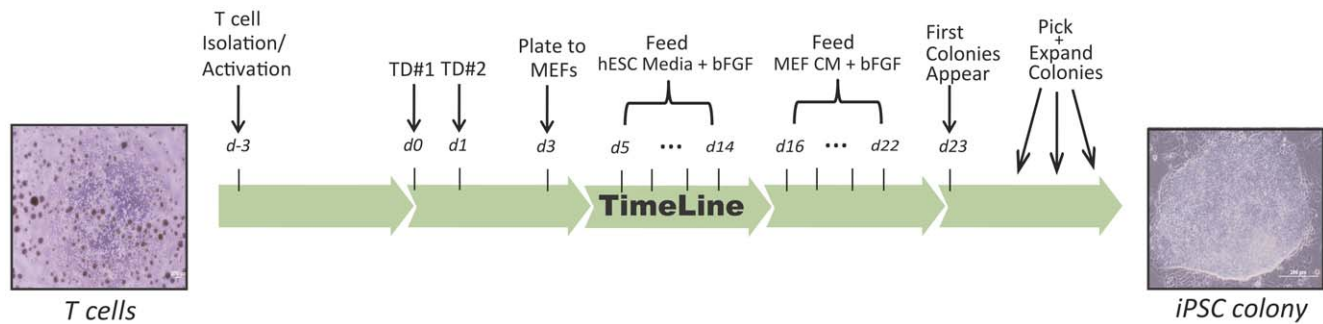 T cell
Isolation/
Activation
TD#1
TD#2
Plate to
MEFs
Feed
hESC Media + bFGF
Feed
MEF CM + bFGF
First
Colonies
Appear
Pick
+
Expand
Colonies
d-3
d0
d1
d3
d5
•••
d14
d16
•••
d22
d23
TimeLine
T cells
iPSC colony